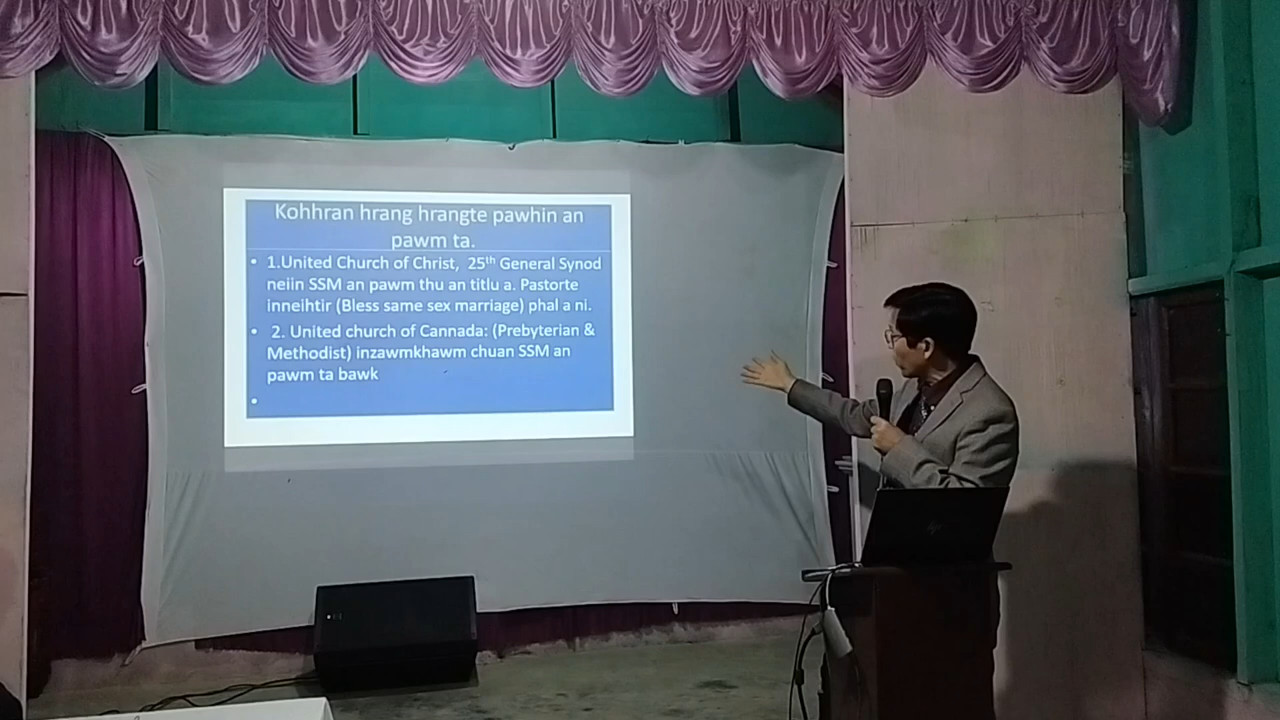 Kohhran hrang hrangte pawhin an
pawm ta.
• 1.United Church of Christ, 25th General Synod
neiin SSM an pawm thu an titlu a. Pastorte
inneihtir (Bless same sex marriage) phal a ni.
• 2. United church of Cannada: (Prebyterian &
Methodist) inzawmkhawm chuan SSM an
pawm ta bawk
•
hp